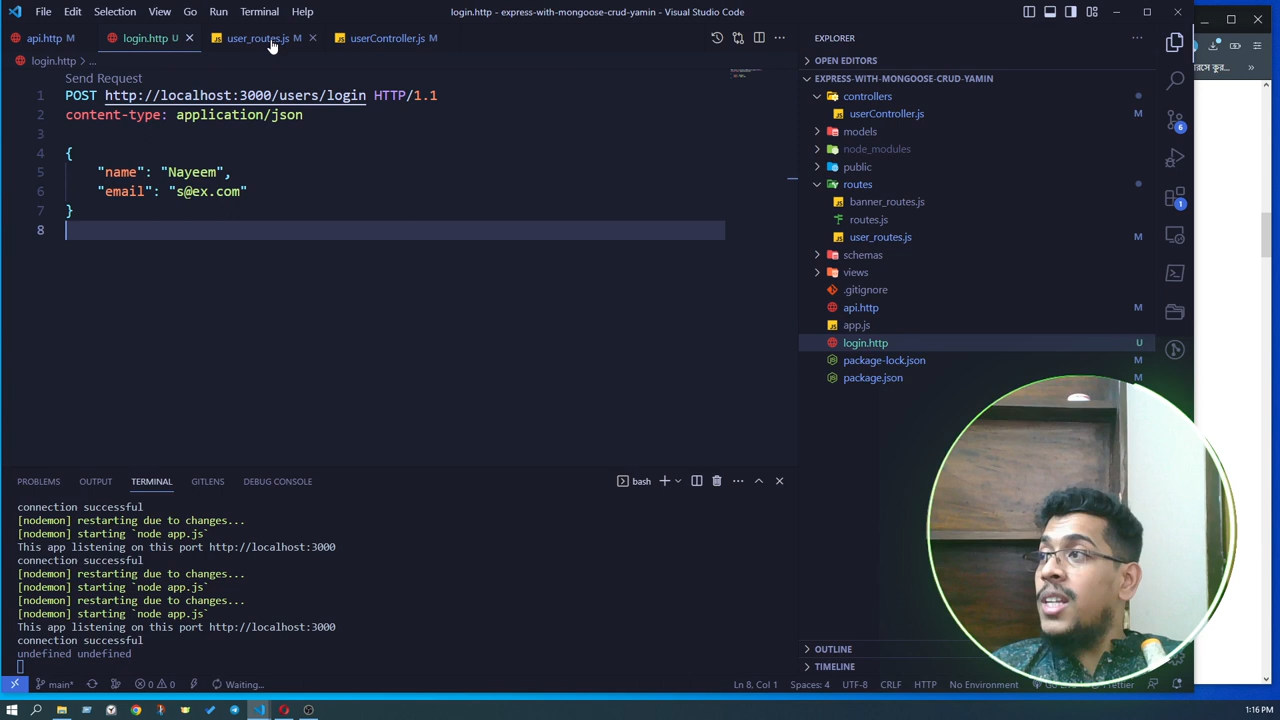 File Edit Selection View Go Run Terminal Help
login.http - express-with-mongoose-crud-yamin - Visual Studio Code
api.http M
login.http U
user_routes.js M
userController.js M
login.http > ...
Send Request
1 POST http://localhost:3000/users/login HTTP/1.1
2 content-type: application/json
3
4 {
5 "name": "Nayeem",
6 "email": "s@ex.com"
7 }
8
EXPLORER
OPEN EDITORS
EXPRESS-WITH-MONGOOSE-CRUD-YAMIN
controllers
userController.js M
models
node_modules
public
routes
banner_routes.js
routes.js
user_routes.js M
schemas
views
.gitignore
api.http M
app.js
login.http U
package-lock.json M
package.json M
OUTLINE
TIMELINE
6
1
PROBLEMS OUTPUT TERMINAL GITLENS DEBUG CONSOLE
bash
connection successful
[nodemon] restarting due to changes...
[nodemon] starting `node app.js`
This app listening on this port http://localhost:3000
connection successful
[nodemon] restarting due to changes...
[nodemon] starting `node app.js`
[nodemon] restarting due to changes...
[nodemon] starting `node app.js`
This app listening on this port http://localhost:3000
connection successful
undefined undefined
main* 0 0 Waiting...
Ln 8, Col 1 Spaces: 4 UTF-8 CRLF HTTP No Environment Prettier
1:16 PM